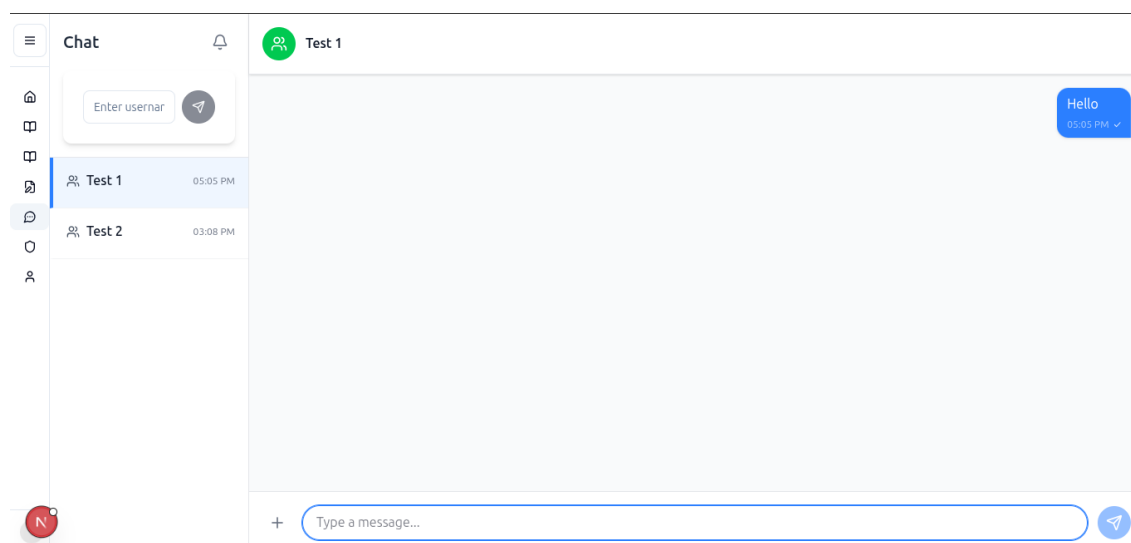 Chat
Test 1
Enter usernar
Hello
05:05 PM
Test 1
05:05 PM
Test 2
03:08 PM
N
Type a message...